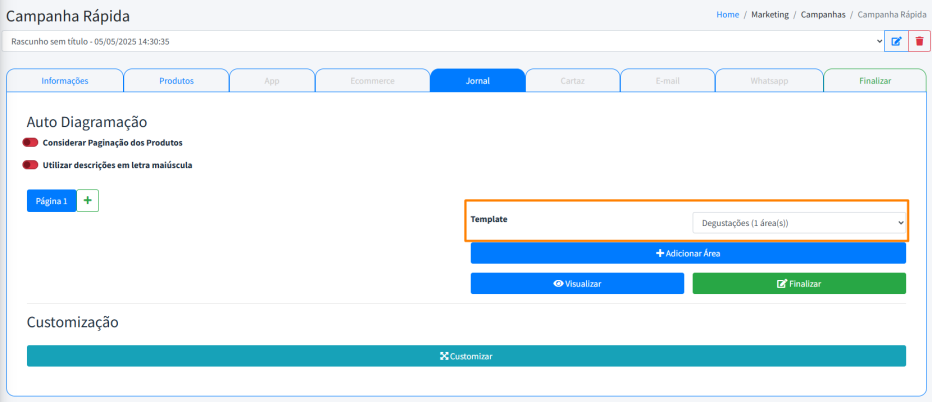 Campanha Rápida
Home / Marketing / Campanhas / Campanha Rápida
Rascunho sem título - 05/05/2025 14:30:35
Informações Produtos App Ecommerce Jornal Cartaz E-mail Whatsapp Finalizar
Auto Diagramação
Considerar Paginação dos Produtos
Utilizar descrições em letra maiúscula
Página 1 +
Template Degustações (1 área(s))
+ Adicionar Área
Visualizar Finalizar
Customização
Customizar